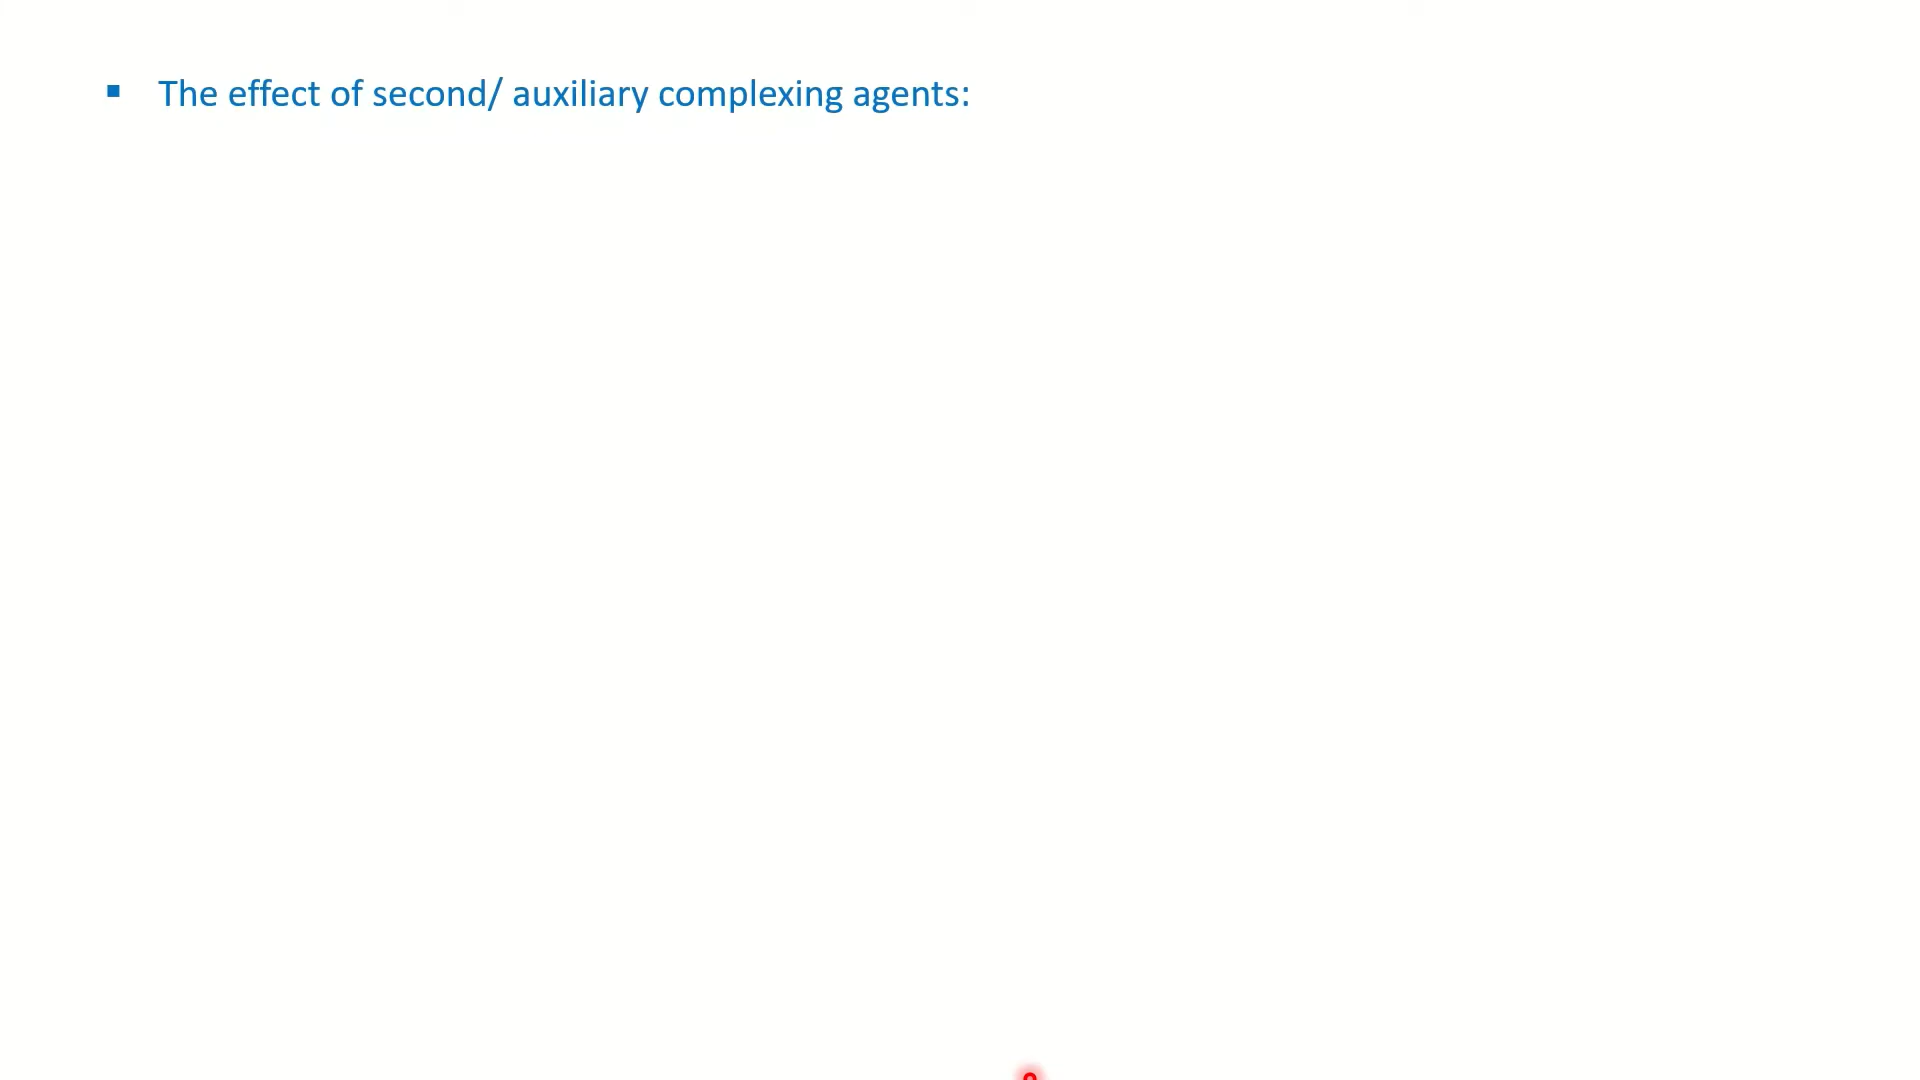 ▪ The effect of second/ auxiliary complexing agents: